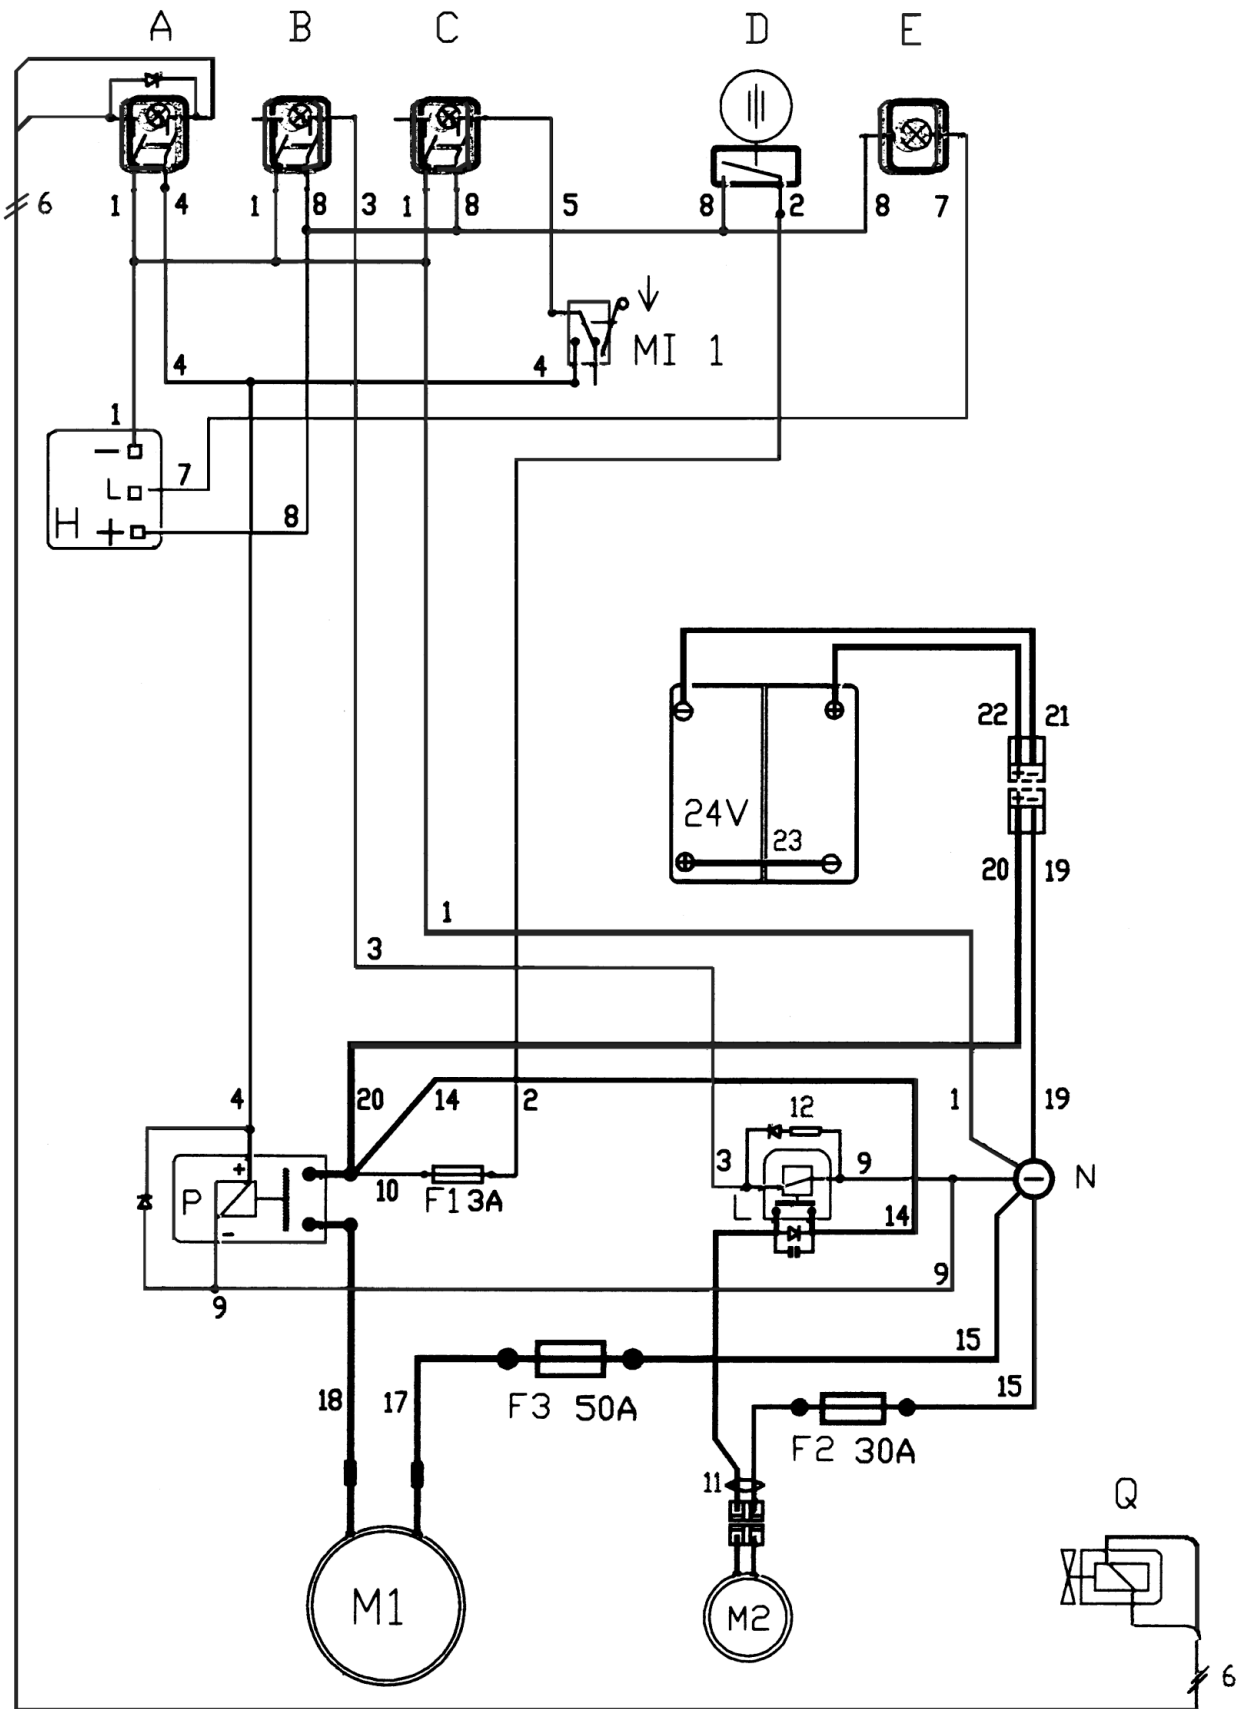 A B C D E
6 1 4 1 8 3 1 8 5 8 2 8 7
MI 1
4 4
1
−
L 7
H + 8
22 21
+ −
+ −
24V
23
20 19
1
3
4 20 14 2 12 1 19
+ 3 9 N
P 10 F1 3A
− L 14
9 9
15
18 17 F3 50A 15
F2 30A
11 Q
M1 M2
6